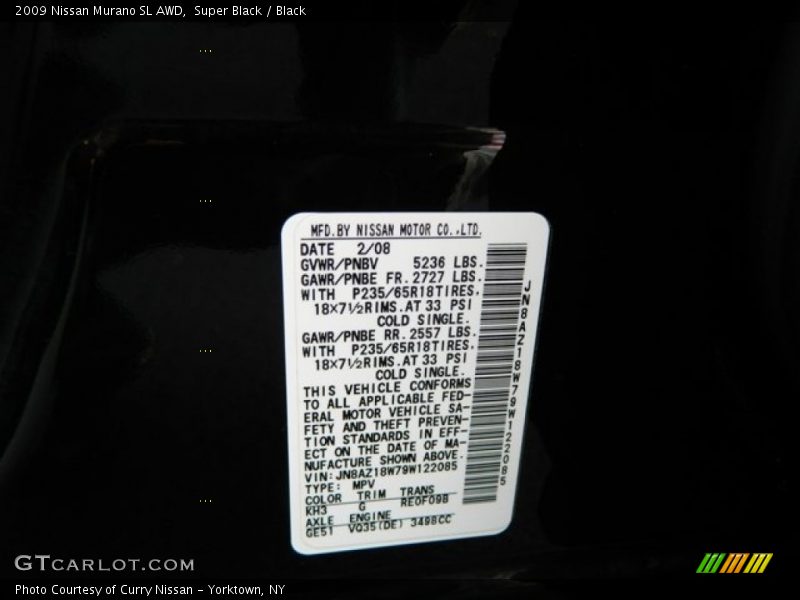 2009 Nissan Murano SL AWD,  Super Black / Black
MFD.BY NISSAN MOTOR CO.,LTD.
DATE 2/08
GVWR/PNBV 5236 LBS.
GAWR/PNBE FR.2727 LBS.
WITH P235/65R18TIRES.
18x7½RIMS.AT 33 PSI
COLD SINGLE.
GAWR/PNBE RR.2557 LBS.
WITH P235/65R18TIRES.
18x7½RIMS.AT 33 PSI
COLD SINGLE.
THIS VEHICLE CONFORMS
TO ALL APPLICABLE FED-
ERAL MOTOR VEHICLE SA-
FETY AND THEFT PREVEN-
TION STANDARDS IN EFF-
ECT ON THE DATE OF MA-
NUFACTURE SHOWN ABOVE.
VIN:JN8AZ18W79W122085
TYPE: MPV
COLOR TRIM TRANS
KH3 G RE0F09B
AXLE ENGINE
GE51 VQ35(DE) 3498CC
JN8AZ18W79W122085
GTCARLOT.COM
Photo Courtesy of Curry Nissan - Yorktown, NY